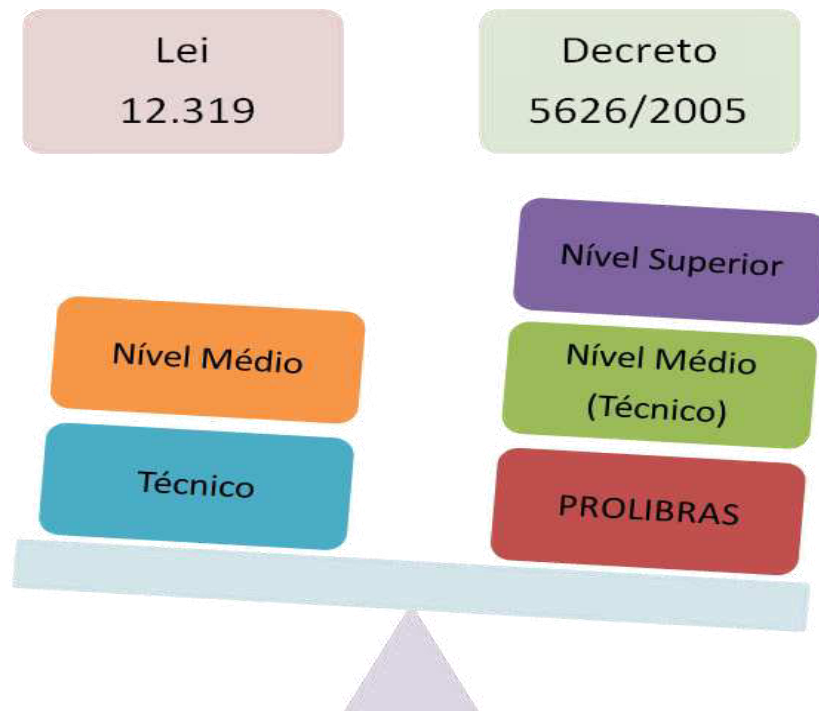 Lei
12.319
Decreto
5626/2005
Nível Médio
Técnico
Nível Superior
Nível Médio
(Técnico)
PROLIBRAS